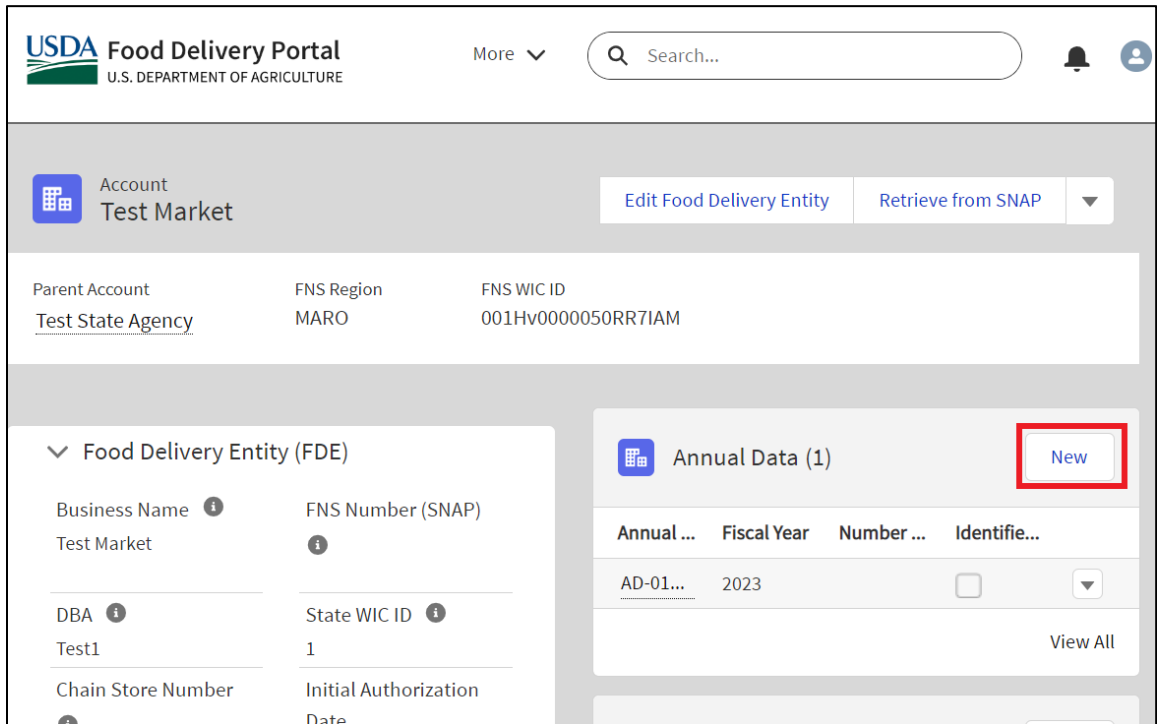 USDA Food Delivery Portal
U.S. DEPARTMENT OF AGRICULTURE
More
Search...
Account
Test Market
Edit Food Delivery Entity
Retrieve from SNAP
Parent Account
FNS Region
FNS WIC ID
Test State Agency
MARO
001Hv0000050RR7IAM
Food Delivery Entity (FDE)
Business Name
FNS Number (SNAP)
Test Market
DBA
State WIC ID
Test1
1
Chain Store Number
Initial Authorization
Date
Annual Data (1)
New
Annual ...
Fiscal Year
Number ...
Identifie...
AD-01...
2023
View All